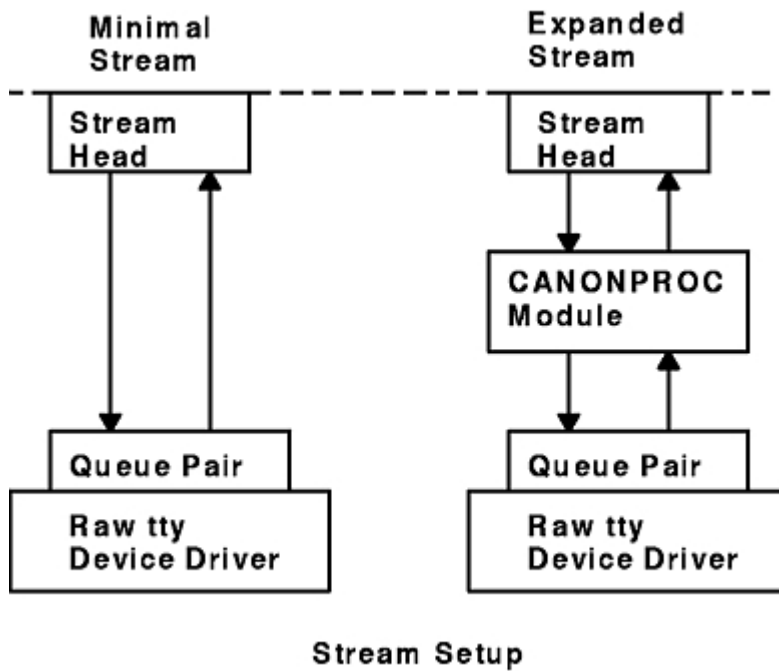 Minimal
Stream
Stream
Head
Queue Pair
Raw tty
Device Driver
Expanded
Stream
Stream
Head
CANONPROC
Module
Queue Pair
Raw tty
Device Driver
Stream Setup